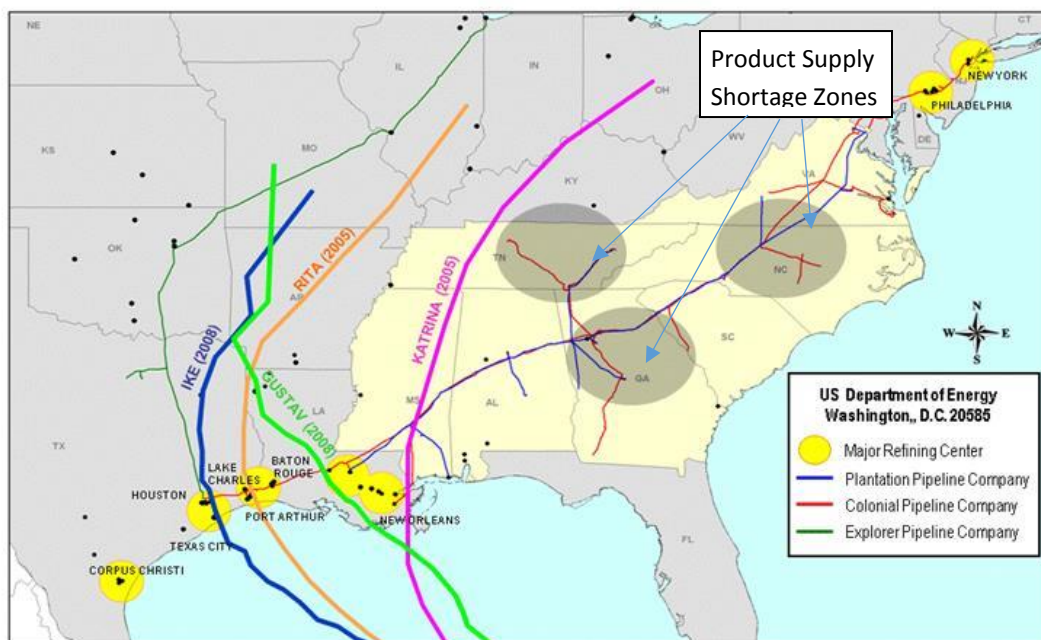 NE
IL
IN
OH
CT
Product Supply
Shortage Zones
NEW YORK
NJ
PHILADELPHIA
DE
WV
KS
MO
KY
VA
OK
AR
TN
NC
RITA (2005)
KATRINA (2005)
IKE (2008)
GUSTAV (2008)
SC
N
W
E
S
MS
AL
GA
TX
LA
LAKE
CHARLES
BATON
ROUGE
HOUSTON
PORT ARTHUR
NEW ORLEANS
TEXAS CITY
CORPUS CHRISTI
FL
US Department of Energy
Washington,, D.C. 20585
Major Refining Center
Plantation Pipeline Company
Colonial Pipeline Company
Explorer Pipeline Company